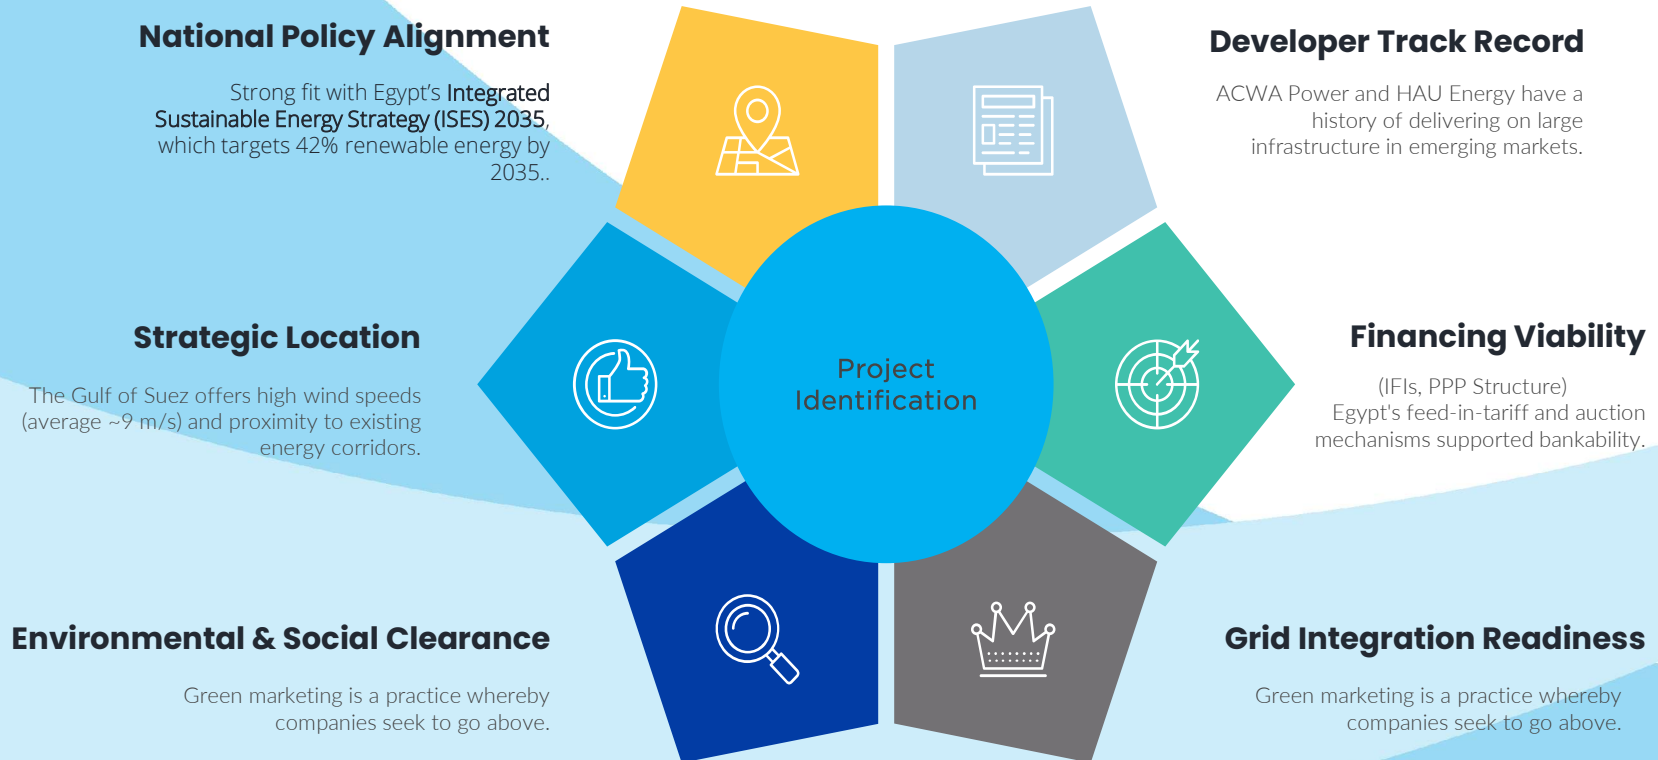 National Policy Alignment
Strong fit with Egypt’s Integrated
Sustainable Energy Strategy (ISES) 2035,
which targets 42% renewable energy by
2035..
Developer Track Record
ACWA Power and HAU Energy have a
history of delivering on large
infrastructure in emerging markets.
Strategic Location
The Gulf of Suez offers high wind speeds
(average ~9 m/s) and proximity to existing
energy corridors.
Project
Identification
Financing Viability
(IFIs, PPP Structure)
Egypt's feed-in-tariff and auction
mechanisms supported bankability.
Environmental & Social Clearance
Green marketing is a practice whereby
companies seek to go above.
Grid Integration Readiness
Green marketing is a practice whereby
companies seek to go above.